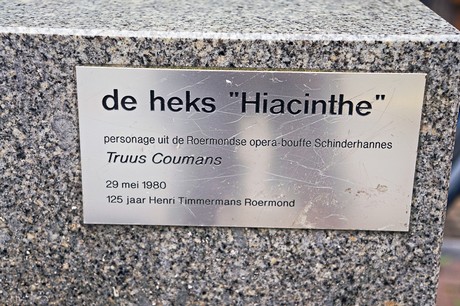 de heks "Hiacinthe"
personage uit de Roermondse opera-bouffe Schinderhannes
Truus Coumans
29 mei 1980
125 jaar Henri Timmermans Roermond